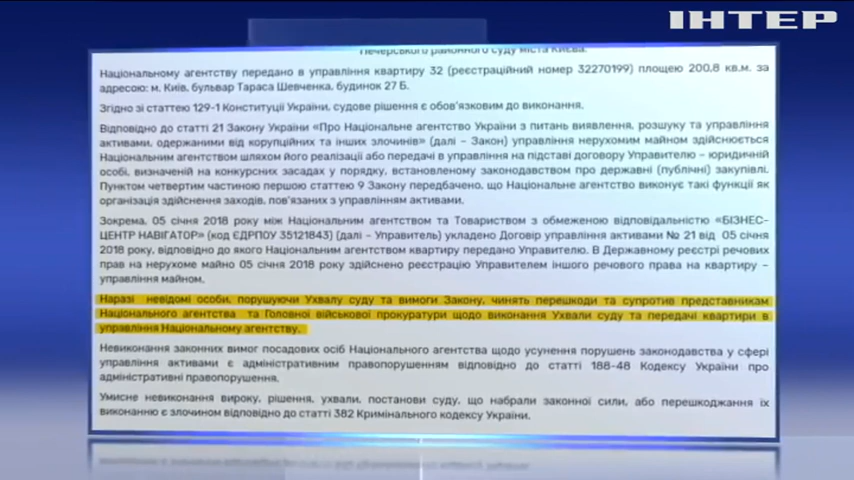 ІНТЕР
Печерського районного суду міста Києва.
Національному агентству передано в управління квартиру 32 (реєстраційний номер 32270199) площею 200,8 кв.м. за
адресою: м. Київ, бульвар Тараса Шевченка, будинок 27 Б.
Згідно зі статтею 129-1 Конституції України, судове рішення є обов'язковим до виконання.
Відповідно до статті 21 Закону України «Про Національне агентство України з питань виявлення, розшуку та управління
активами, одержаними від корупційних та інших злочинів» (далі – Закон) управління нерухомим майном здійснюється
Національним агентством шляхом його реалізації або передачі в управління на підставі договору Управителю – юридичній
особі, визначеній на конкурсних засадах у порядку, встановленому законодавством про державні (публічні) закупівлі.
Пунктом четвертим частиною першою статтею 9 Закону передбачено, що Національне агентство виконує такі функції як
організація здійснення заходів, пов'язаних з управлінням активами.
Зокрема, 05 січня 2018 року між Національним агентством та Товариством з обмеженою відповідальністю «БІЗНЕС-
ЦЕНТР НАВІГАТОР» (код ЄДРПОУ 35121843) (далі – Управитель) укладено Договір управління активами № 21 від 05 січня
2018 року, відповідно до якого Національним агентством квартиру передано Управителю. В Державному реєстрі речових
прав на нерухоме майно 05 січня 2018 року здійснено реєстрацію Управителем іншого речового права на квартиру –
управління майном.
Наразі невідомі особи, порушуючи Ухвалу суду та вимоги Закону, чинять перешкоди та супротив представникам
Національного агентства та Головної військової прокуратури щодо виконання Ухвали суду та передачі квартири в
управління Національному агентству.
Невиконання законних вимог посадових осіб Національного агентства щодо усунення порушень законодавства у сфері
управління активами є адміністративним правопорушенням відповідно до статті 188-48 Кодексу України про
адміністративні правопорушення.
Умисне невиконання вироку, рішення, ухвали, постанови суду, що набрали законної сили, або перешкоджання їх
виконанню є злочином відповідно до статті 382 Кримінального кодексу України.